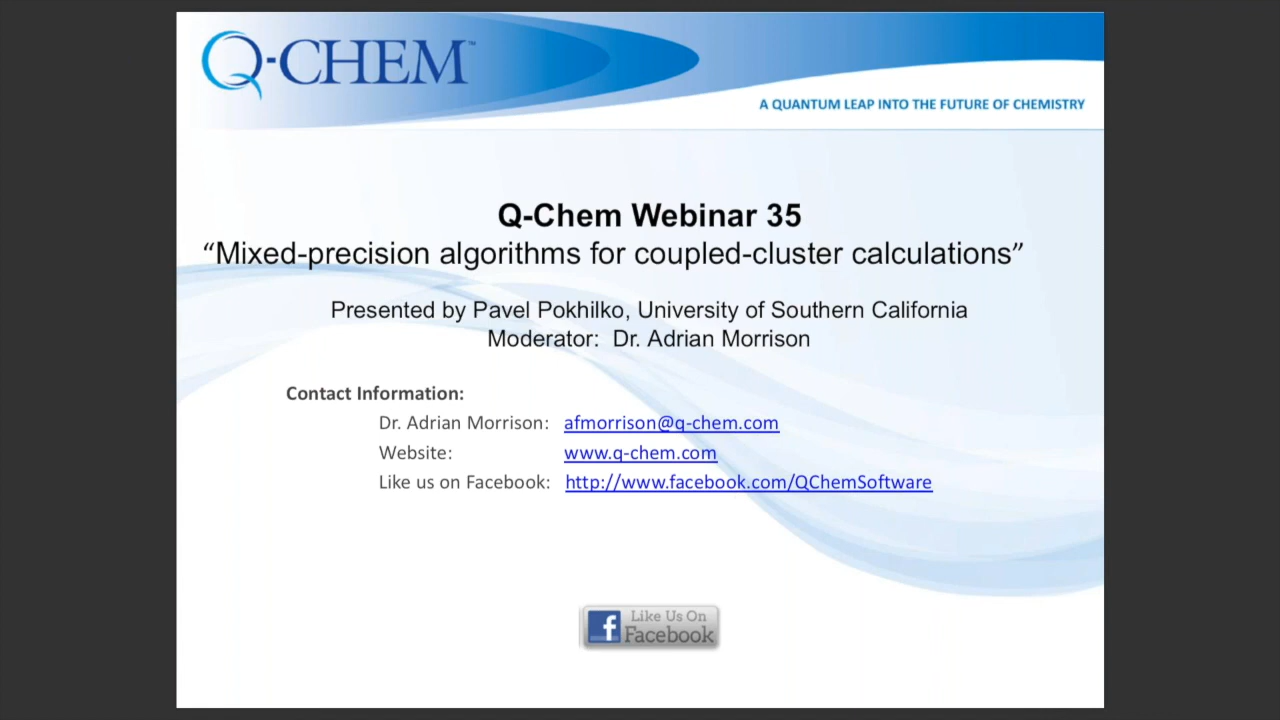 Q-CHEM™
A QUANTUM LEAP INTO THE FUTURE OF CHEMISTRY
Q-Chem Webinar 35
“Mixed-precision algorithms for coupled-cluster calculations”
Presented by Pavel Pokhilko, University of Southern California
Moderator: Dr. Adrian Morrison
Contact Information:
Dr. Adrian Morrison: afmorrison@q-chem.com
Website: www.q-chem.com
Like us on Facebook: http://www.facebook.com/QChemSoftware
f Like Us On
Facebook